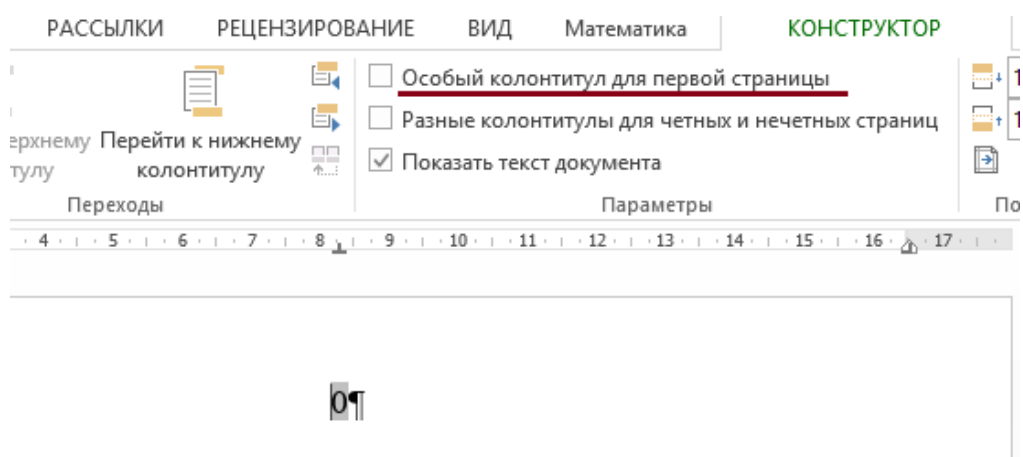 РАССЫЛКИ РЕЦЕНЗИРОВАНИЕ ВИД Математика КОНСТРУКТОР
Особый колонтитул для первой страницы
Разные колонтитулы для четных и нечетных страниц
Перейти к нижнему
колонтитулу
Показать текст документа
Переходы Параметры
4 5 6 7 8 9 10 11 12 13 14 15 16 17
0¶